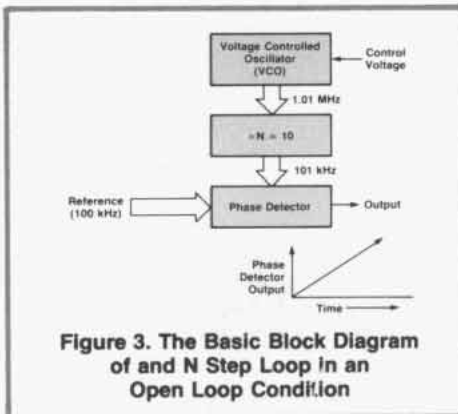 Voltage Controlled
Oscillator
(VCO)
Control
Voltage
1.01 MHz
÷N = 10
101 kHz
Reference
(100 kHz)
Phase Detector
Output
Phase
Detector
Output
Time
Figure 3. The Basic Block Diagram
of and N Step Loop in an
Open Loop Condition